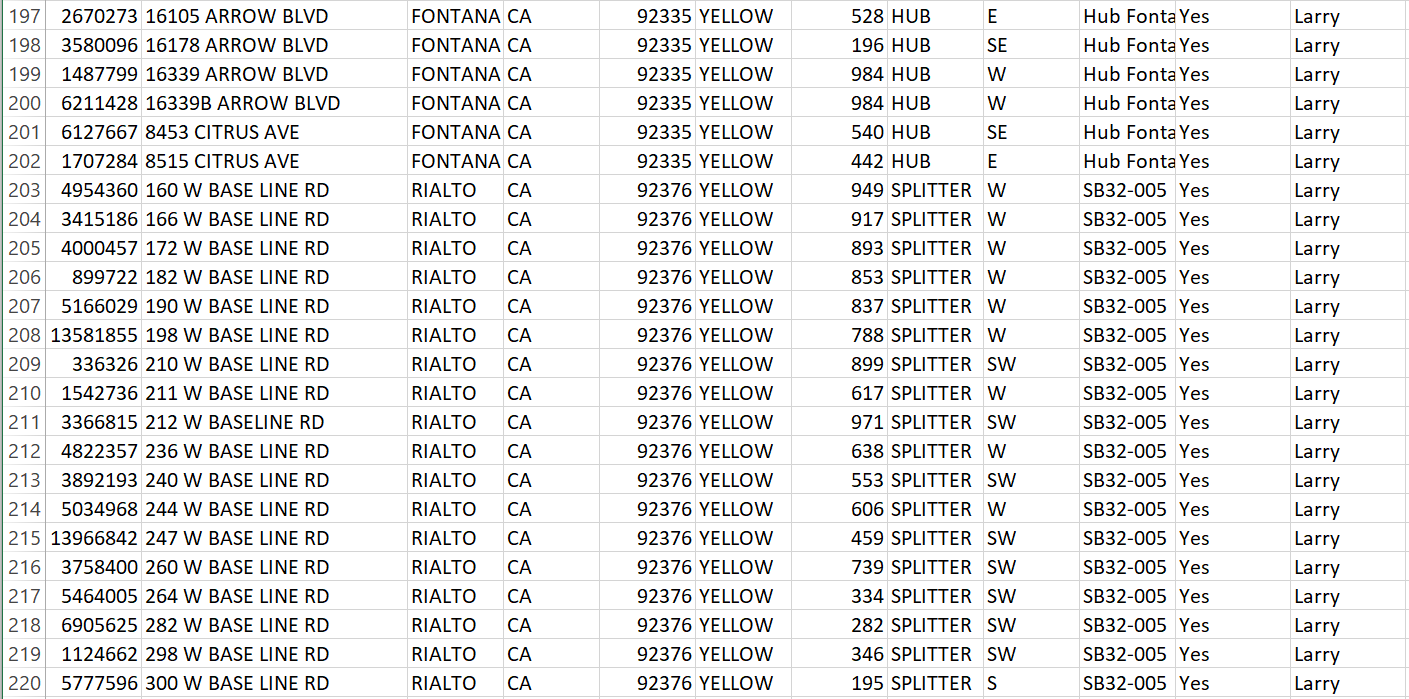 197 2670273 16105 ARROW BLVD FONTANA CA 92335 YELLOW 528 HUB E Hub Fonta Yes Larry
198 3580096 16178 ARROW BLVD FONTANA CA 92335 YELLOW 196 HUB SE Hub Fonta Yes Larry
199 1487799 16339 ARROW BLVD FONTANA CA 92335 YELLOW 984 HUB W Hub Fonta Yes Larry
200 6211428 16339B ARROW BLVD FONTANA CA 92335 YELLOW 984 HUB W Hub Fonta Yes Larry
201 6127667 8453 CITRUS AVE FONTANA CA 92335 YELLOW 540 HUB SE Hub Fonta Yes Larry
202 1707284 8515 CITRUS AVE FONTANA CA 92335 YELLOW 442 HUB E Hub Fonta Yes Larry
203 4954360 160 W BASE LINE RD RIALTO CA 92376 YELLOW 949 SPLITTER W SB32-005 Yes Larry
204 3415186 166 W BASE LINE RD RIALTO CA 92376 YELLOW 917 SPLITTER W SB32-005 Yes Larry
205 4000457 172 W BASE LINE RD RIALTO CA 92376 YELLOW 893 SPLITTER W SB32-005 Yes Larry
206 899722 182 W BASE LINE RD RIALTO CA 92376 YELLOW 853 SPLITTER W SB32-005 Yes Larry
207 5166029 190 W BASE LINE RD RIALTO CA 92376 YELLOW 837 SPLITTER W SB32-005 Yes Larry
208 13581855 198 W BASE LINE RD RIALTO CA 92376 YELLOW 788 SPLITTER W SB32-005 Yes Larry
209 336326 210 W BASE LINE RD RIALTO CA 92376 YELLOW 899 SPLITTER SW SB32-005 Yes Larry
210 1542736 211 W BASE LINE RD RIALTO CA 92376 YELLOW 617 SPLITTER W SB32-005 Yes Larry
211 3366815 212 W BASELINE RD RIALTO CA 92376 YELLOW 971 SPLITTER SW SB32-005 Yes Larry
212 4822357 236 W BASE LINE RD RIALTO CA 92376 YELLOW 638 SPLITTER W SB32-005 Yes Larry
213 3892193 240 W BASE LINE RD RIALTO CA 92376 YELLOW 553 SPLITTER SW SB32-005 Yes Larry
214 5034968 244 W BASE LINE RD RIALTO CA 92376 YELLOW 606 SPLITTER W SB32-005 Yes Larry
215 13966842 247 W BASE LINE RD RIALTO CA 92376 YELLOW 459 SPLITTER SW SB32-005 Yes Larry
216 3758400 260 W BASE LINE RD RIALTO CA 92376 YELLOW 739 SPLITTER SW SB32-005 Yes Larry
217 5464005 264 W BASE LINE RD RIALTO CA 92376 YELLOW 334 SPLITTER SW SB32-005 Yes Larry
218 6905625 282 W BASE LINE RD RIALTO CA 92376 YELLOW 282 SPLITTER SW SB32-005 Yes Larry
219 1124662 298 W BASE LINE RD RIALTO CA 92376 YELLOW 346 SPLITTER SW SB32-005 Yes Larry
220 5777596 300 W BASE LINE RD RIALTO CA 92376 YELLOW 195 SPLITTER S SB32-005 Yes Larry